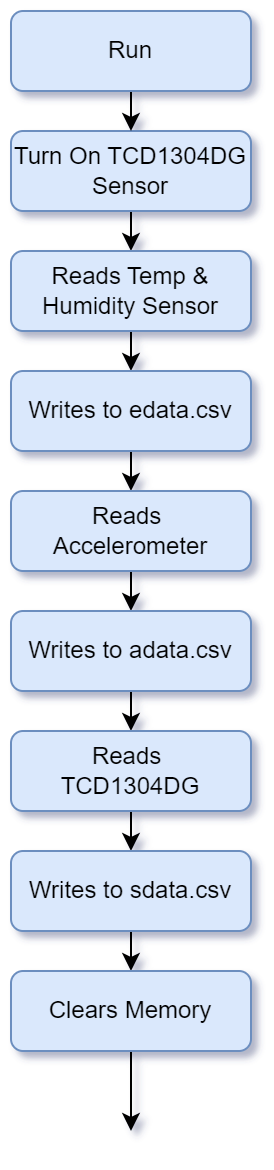 Run
Turn On TCD1304DG
Sensor
Reads Temp &
Humidity Sensor
Writes to edata.csv
Reads
Accelerometer
Writes to adata.csv
Reads
TCD1304DG
Writes to sdata.csv
Clears Memory